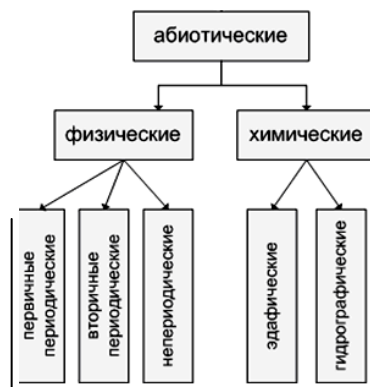 абиотические
физические
химические
первичные
периодические
вторичные
периодические
непериодические
эдафические
гидрографические